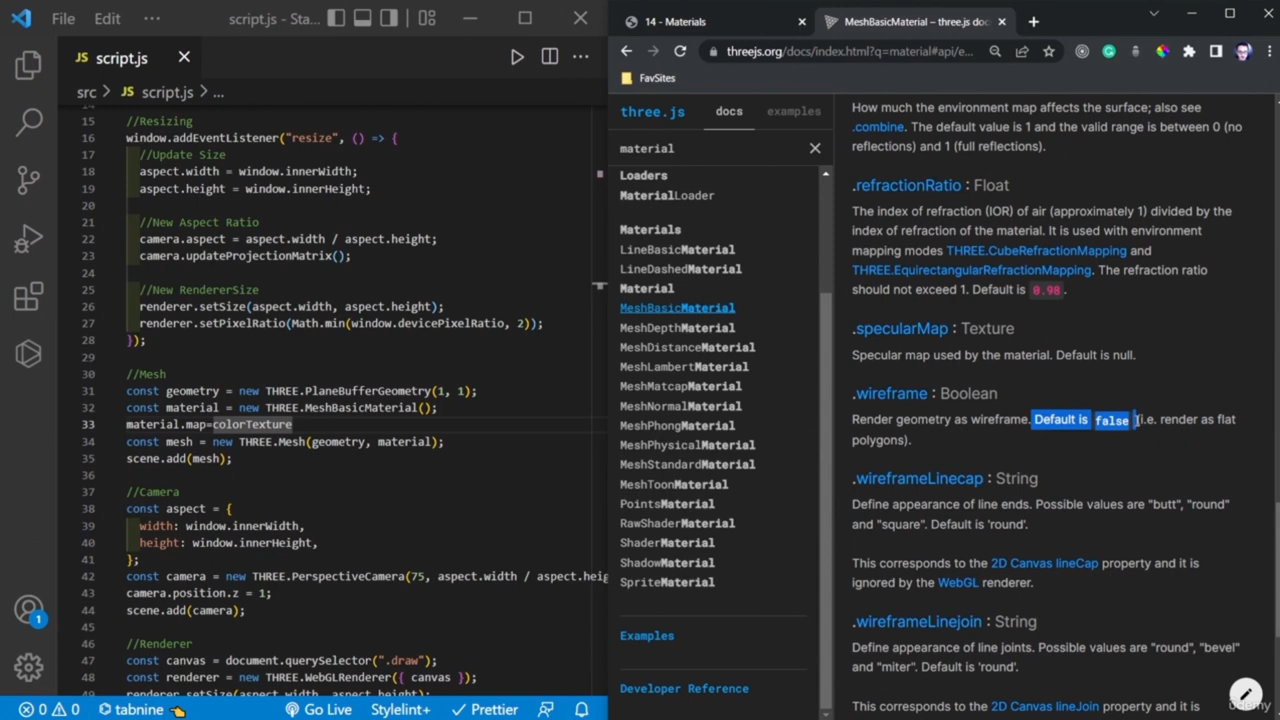 File Edit ··· script.js - Sta...
JS script.js
src > JS script.js > ...
14
15 //Resizing
16 window.addEventListener("resize", () => {
17 //Update Size
18 aspect.width = window.innerWidth;
19 aspect.height = window.innerHeight;
20
21
22 //New Aspect Ratio
22 camera.aspect = aspect.width / aspect.height;
23 camera.updateProjectionMatrix();
24
25 //New RendererSize
26 renderer.setSize(aspect.width, aspect.height);
27 renderer.setPixelRatio(Math.min(window.devicePixelRatio, 2));
28 });
29
30 //Mesh
31 const geometry = new THREE.PlaneBufferGeometry(1, 1);
32 const material = new THREE.MeshBasicMaterial();
33 material.map=colorTexture
34 const mesh = new THREE.Mesh(geometry, material);
35 scene.add(mesh);
36
37 //Camera
38 const aspect = {
39 width: window.innerWidth,
40 height: window.innerHeight,
41 };
42 const camera = new THREE.PerspectiveCamera(75, aspect.width / aspect.he
43 camera.position.z = 1;
44 scene.add(camera);
45
46 //Renderer
47 const canvas = document.querySelector(".draw");
48 const renderer = new THREE.WebGLRenderer({ canvas });
49 renderer.setSize(aspect.width, aspect.height);
1
0 0 tabnine Go Live Stylelint+ Prettier
14 - Materials
MeshBasicMaterial – three.js doc
threejs.org/docs/index.html?q=material#api/e...
FavSites
three.js docs examples
material
Loaders
MaterialLoader
Materials
LineBasicMaterial
LineDashedMaterial
Material
MeshBasicMaterial
MeshDepthMaterial
MeshDistanceMaterial
MeshLambertMaterial
MeshMatcapMaterial
MeshNormalMaterial
MeshPhongMaterial
MeshPhysicalMaterial
MeshStandardMaterial
MeshToonMaterial
PointsMaterial
RawShaderMaterial
ShaderMaterial
ShadowMaterial
SpriteMaterial
Examples
Developer Reference
How much the environment map affects the surface; also see
.combine. The default value is 1 and the valid range is between 0 (no
reflections) and 1 (full reflections).
.refractionRatio : Float
The index of refraction (IOR) of air (approximately 1) divided by the
index of refraction of the material. It is used with environment
mapping modes THREE.CubeRefractionMapping and
THREE.EquirectangularRefractionMapping. The refraction ratio
should not exceed 1. Default is 0.98.
.specularMap : Texture
Specular map used by the material. Default is null.
.wireframe : Boolean
Render geometry as wireframe. Default is false (i.e. render as flat
polygons).
.wireframeLinecap : String
Define appearance of line ends. Possible values are "butt", "round"
and "square". Default is 'round'.
This corresponds to the 2D Canvas lineCap property and it is
ignored by the WebGL renderer.
.wireframeLinejoin : String
Define appearance of line joints. Possible values are "round", "bevel"
and "miter". Default is 'round'.
This corresponds to the 2D Canvas lineJoin property and it is
udemy